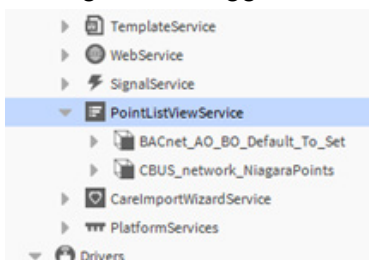 TemplateService
WebService
SignalService
PointListViewService
BACnet_AO_BO_Default_To_Set
CBUS_network_NiagaraPoints
CareImportWizardService
PlatformServices
Drivers